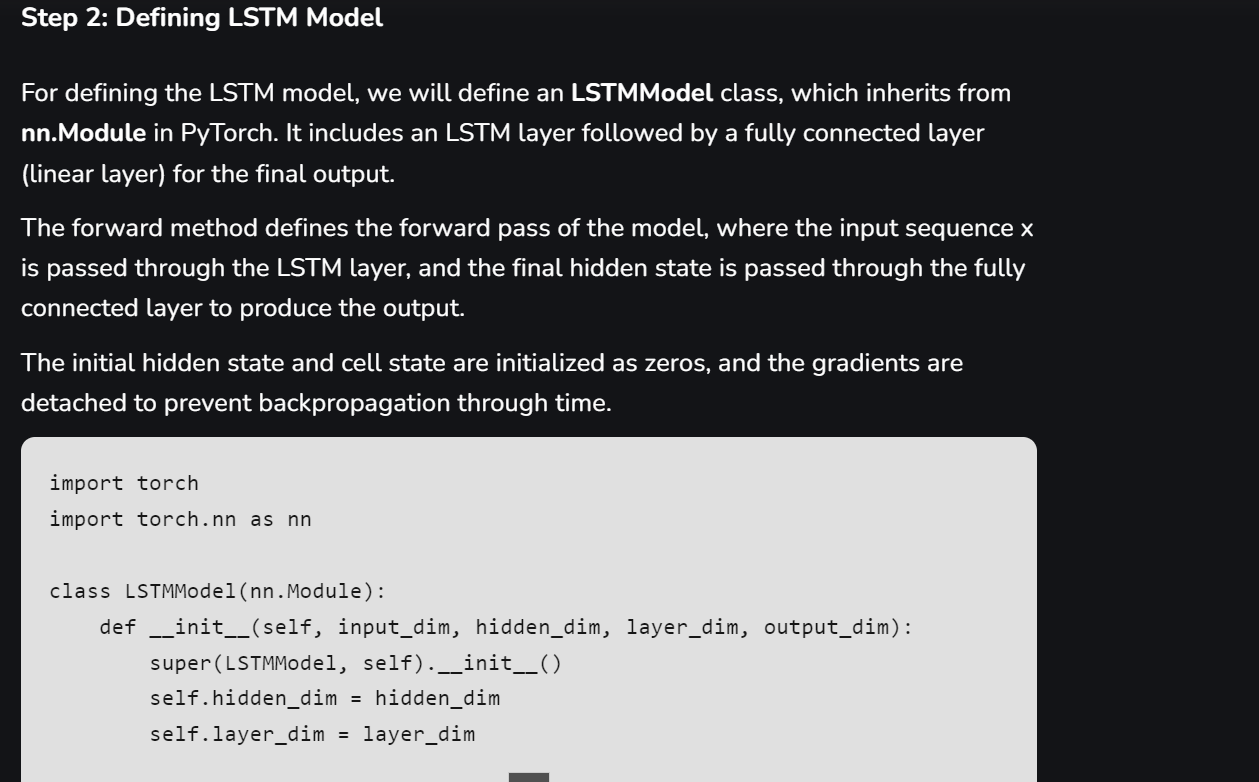 Step 2: Defining LSTM Model
For defining the LSTM model, we will define an LSTMModel class, which inherits from
nn.Module in PyTorch. It includes an LSTM layer followed by a fully connected layer
(linear layer) for the final output.
The forward method defines the forward pass of the model, where the input sequence x
is passed through the LSTM layer, and the final hidden state is passed through the fully
connected layer to produce the output.
The initial hidden state and cell state are initialized as zeros, and the gradients are
detached to prevent backpropagation through time.
import torch
import torch.nn as nn
class LSTMModel(nn.Module):
    def __init__(self, input_dim, hidden_dim, layer_dim, output_dim):
        super(LSTMModel, self).__init__()
        self.hidden_dim = hidden_dim
        self.layer_dim = layer_dim